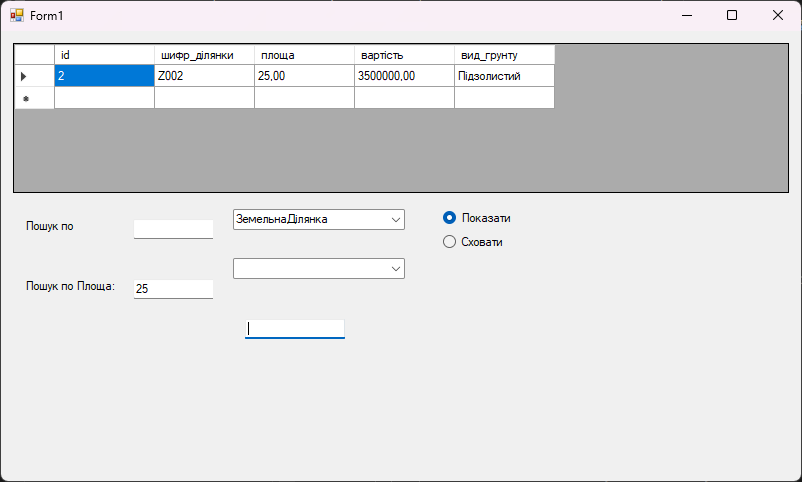 Form1
id шифр_ділянки площа вартість вид_грунту
2 Z002 25,00 3500000,00 Підзолистий
Пошук по ЗемельнаДілянка Показати
Сховати
Пошук по Площа: 25